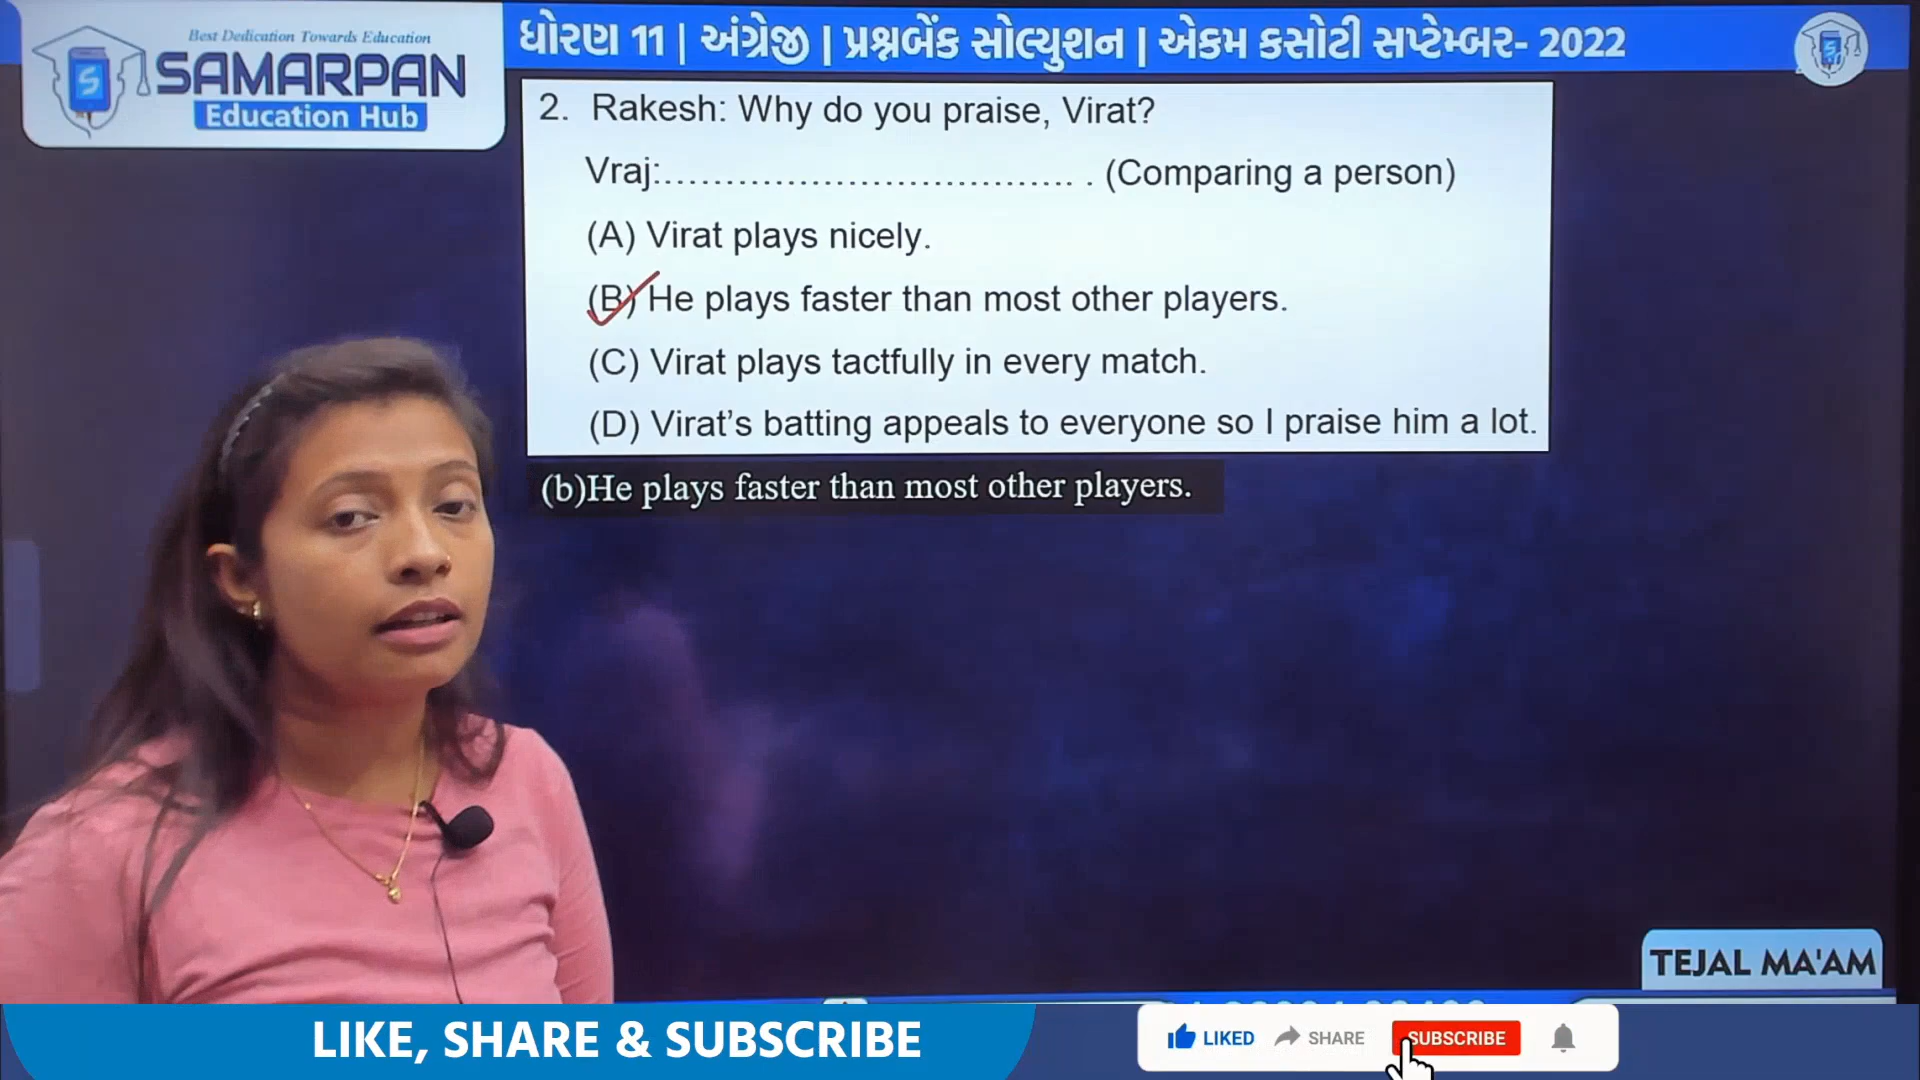 Best Dedication Towards Education
SAMARPAN
Education Hub
ધોરણ 11 | અંગ્રેજી | પ્રશ્નબેંક સોલ્યુશન | એકમ કસોટી સપ્ટેમ્બર- 2022
2. Rakesh: Why do you praise, Virat?
Vraj:................................. . (Comparing a person)
(A) Virat plays nicely.
(B) He plays faster than most other players.
(C) Virat plays tactfully in every match.
(D) Virat's batting appeals to everyone so I praise him a lot.
(b)He plays faster than most other players.
TEJAL MA'AM
LIKE, SHARE & SUBSCRIBE
LIKED SHARE SUBSCRIBE